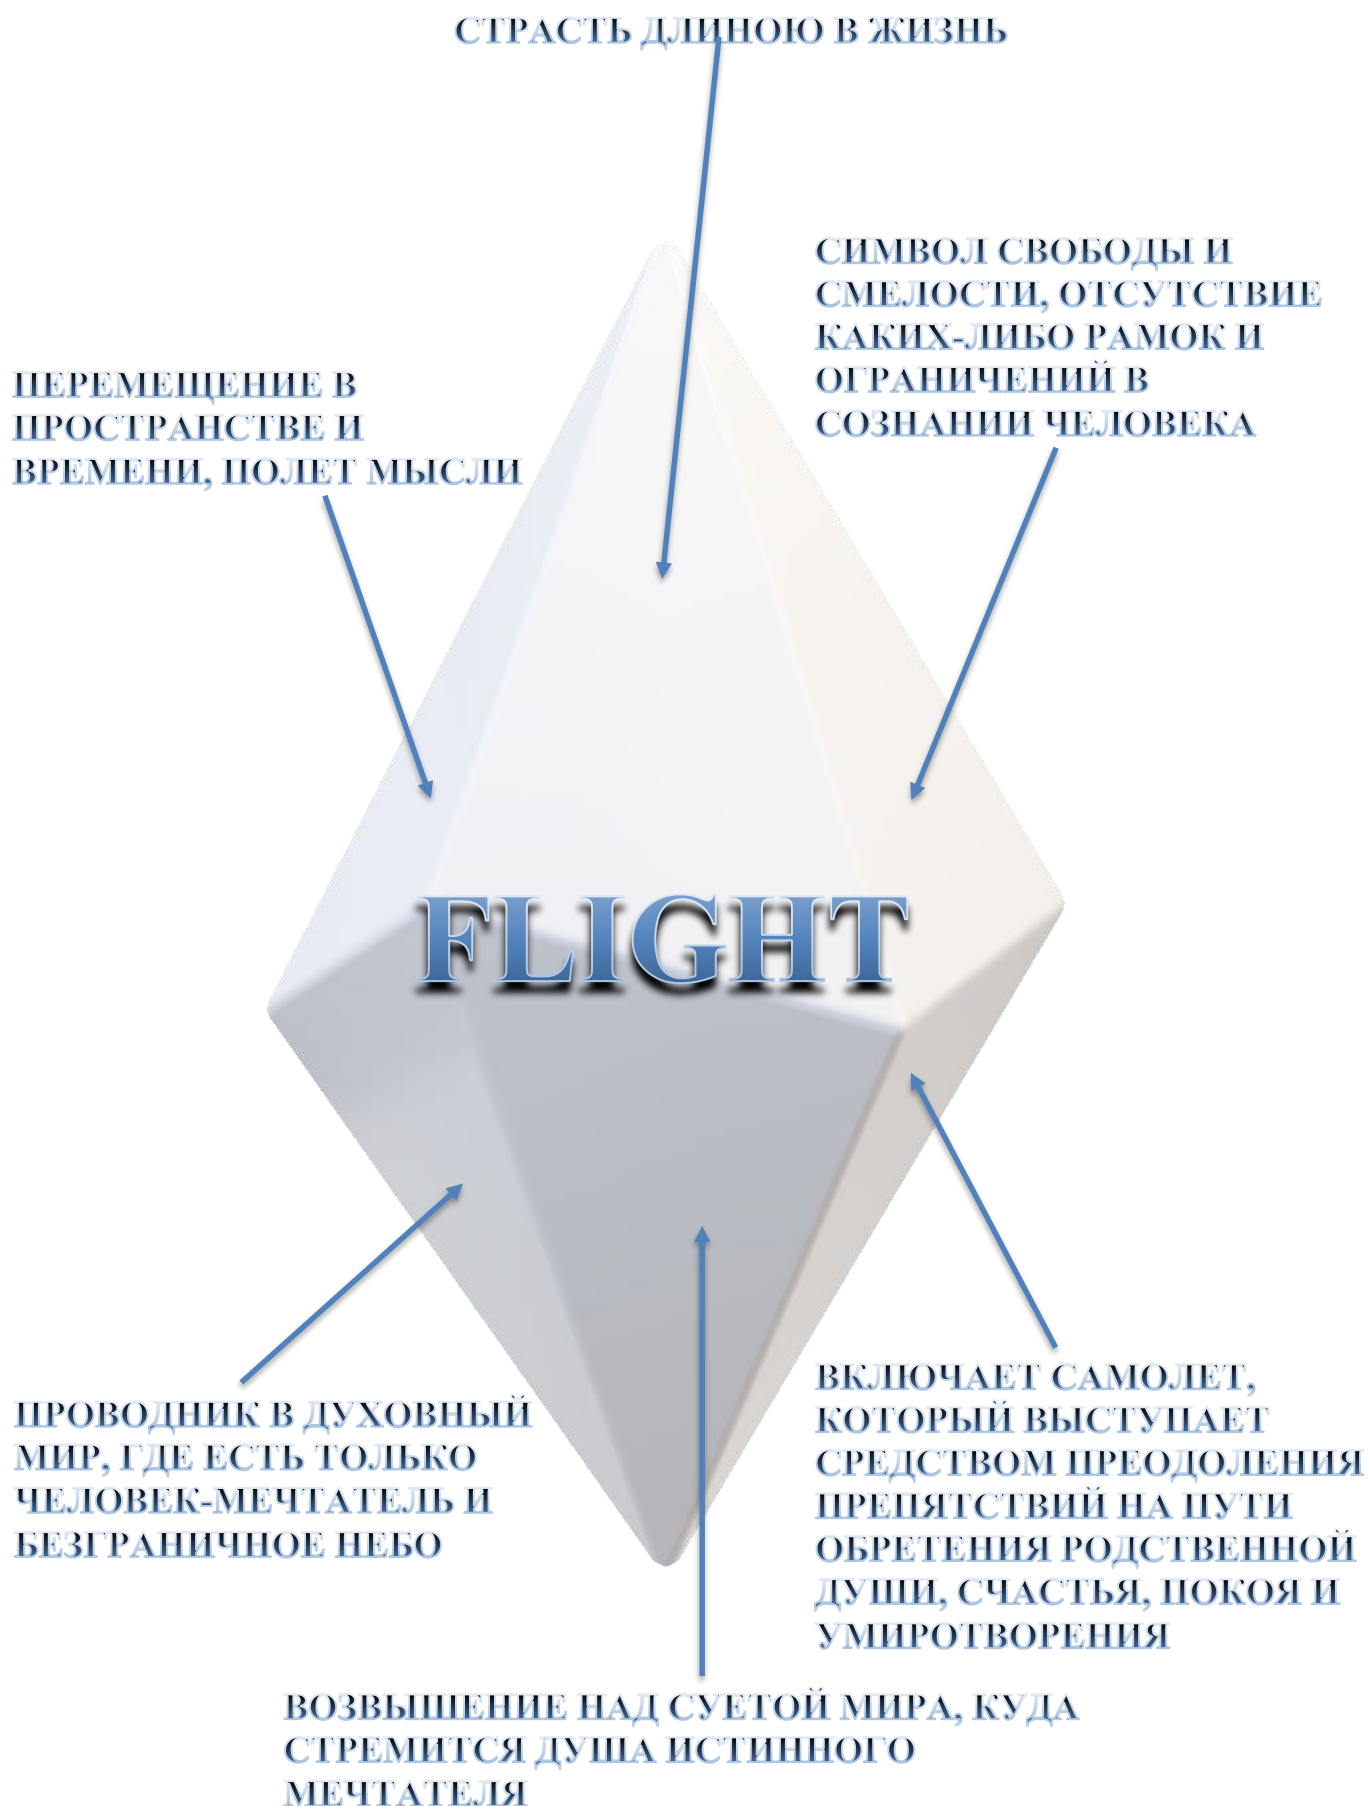 СТРАСТЬ ДЛИНОЮ В ЖИЗНЬ
СИМВОЛ СВОБОДЫ И
СМЕЛОСТИ, ОТСУТСТВИЕ
КАКИХ-ЛИБО РАМОК И
ОГРАНИЧЕНИЙ В
СОЗНАНИИ ЧЕЛОВЕКА
ПЕРЕМЕЩЕНИЕ В
ПРОСТРАНСТВЕ И
ВРЕМЕНИ, ПОЛЕТ МЫСЛИ
FLIGHT
ПРОВОДНИК В ДУХОВНЫЙ
МИР, ГДЕ ЕСТЬ ТОЛЬКО
ЧЕЛОВЕК-МЕЧТАТЕЛЬ И
БЕЗГРАНИЧНОЕ НЕБО
ВКЛЮЧАЕТ САМОЛЕТ,
КОТОРЫЙ ВЫСТУПАЕТ
СРЕДСТВОМ ПРЕОДОЛЕНИЯ
ПРЕПЯТСТВИЙ НА ПУТИ
ОБРЕТЕНИЯ РОДСТВЕННОЙ
ДУШИ, СЧАСТЬЯ, ПОКОЯ И
УМИРОТВОРЕНИЯ
ВОЗВЫШЕНИЕ НАД СУЕТОЙ МИРА, КУДА
СТРЕМИТСЯ ДУША ИСТИННОГО
МЕЧТАТЕЛЯ